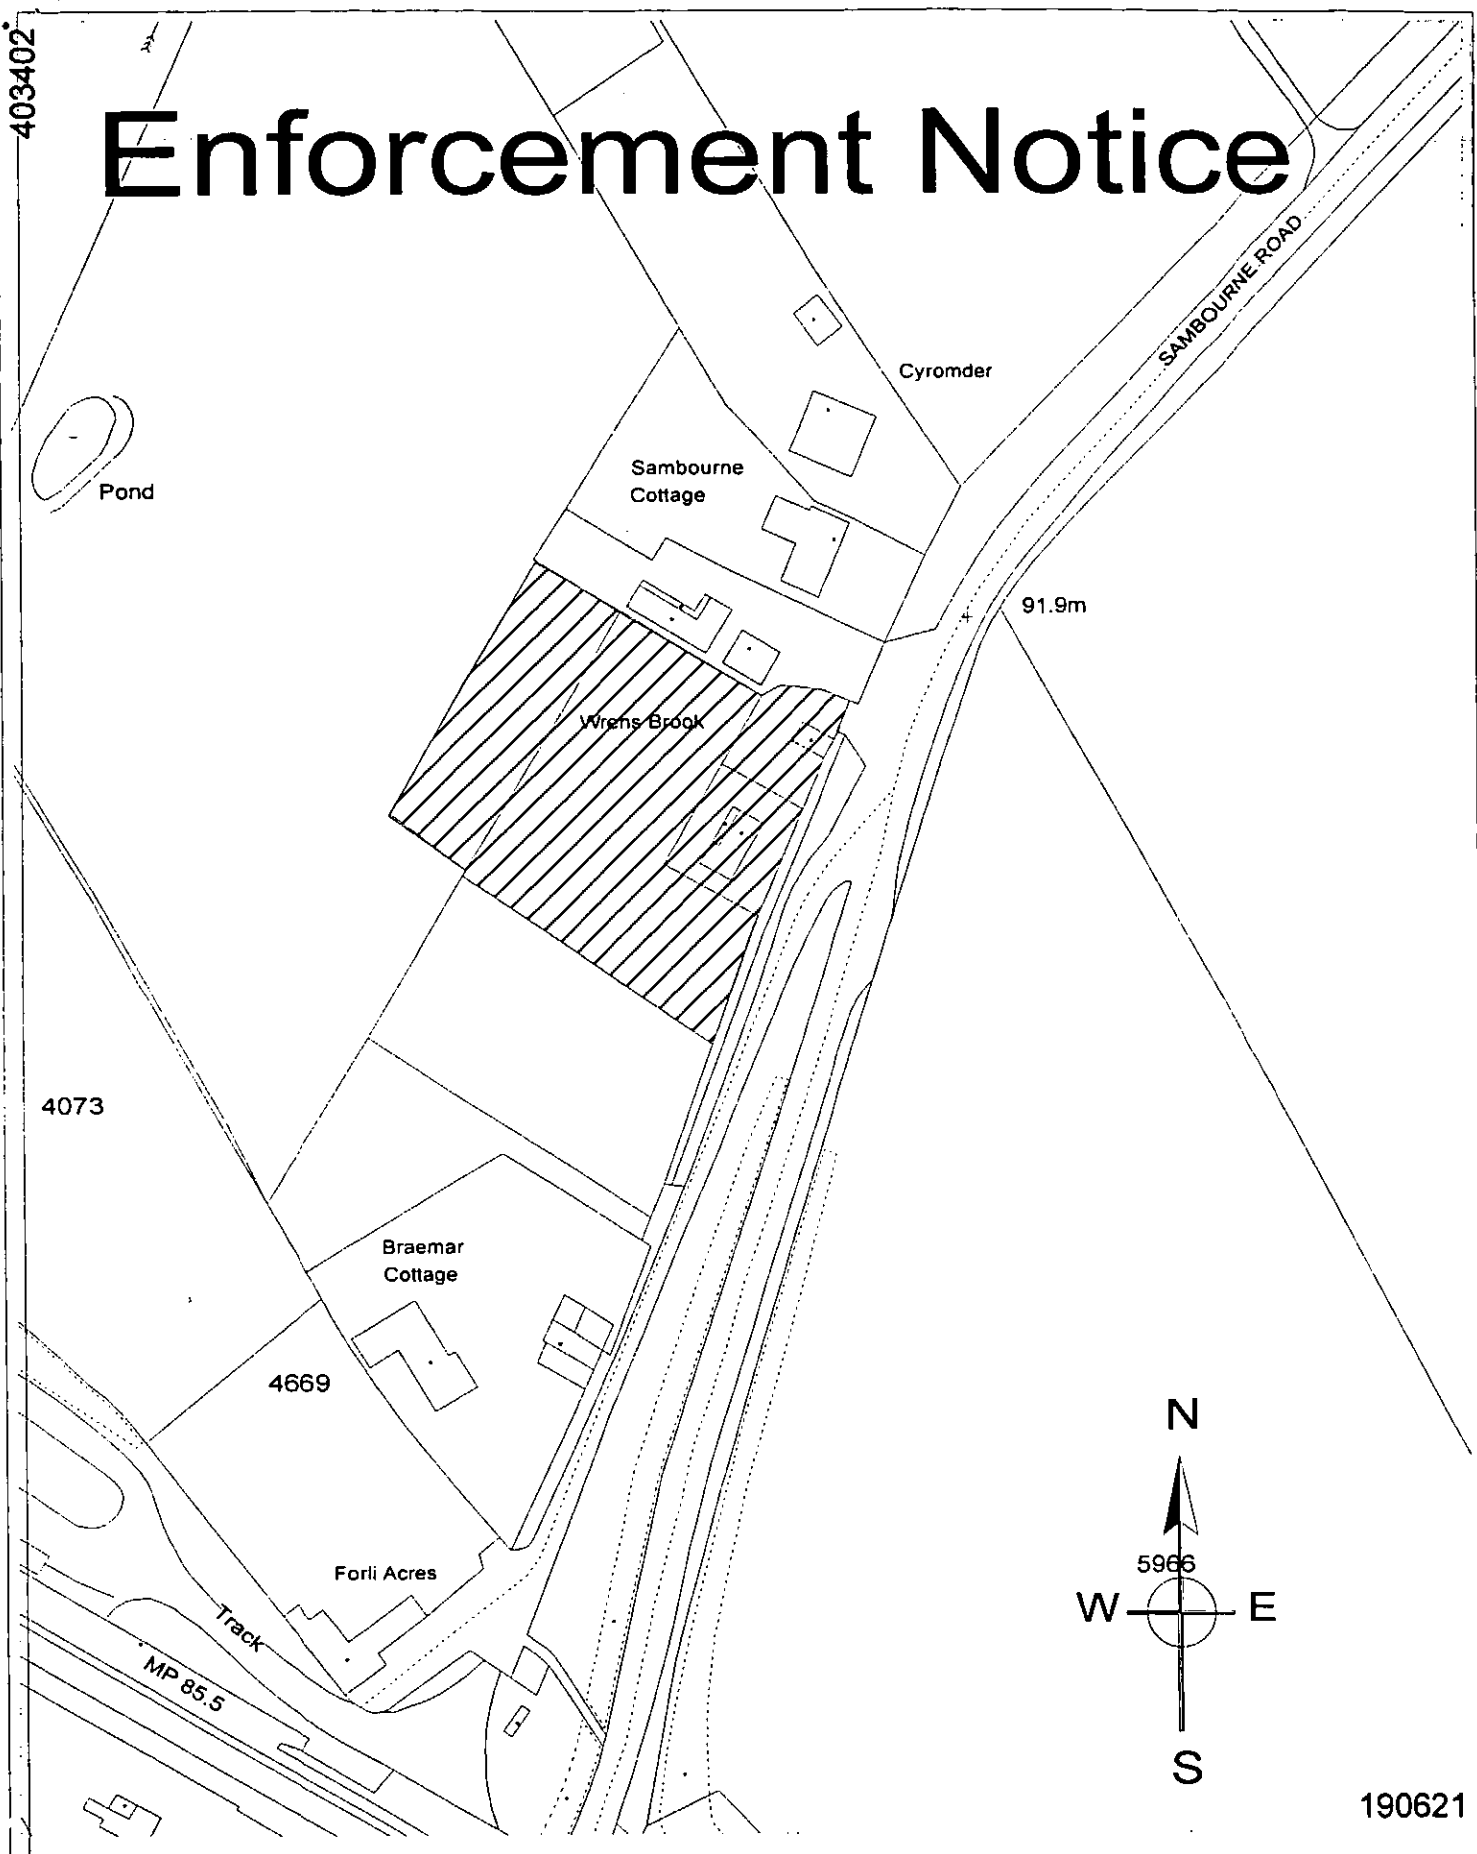 403402
Enforcement Notice
SAMBOURNE ROAD
Cyromder
Sambourne
Cottage
Pond
91.9m
Wrens Brook
4073
Braemar
Cottage
4669
N
5966
W E
Forli Acres
Track
MP 85.5
S
190621